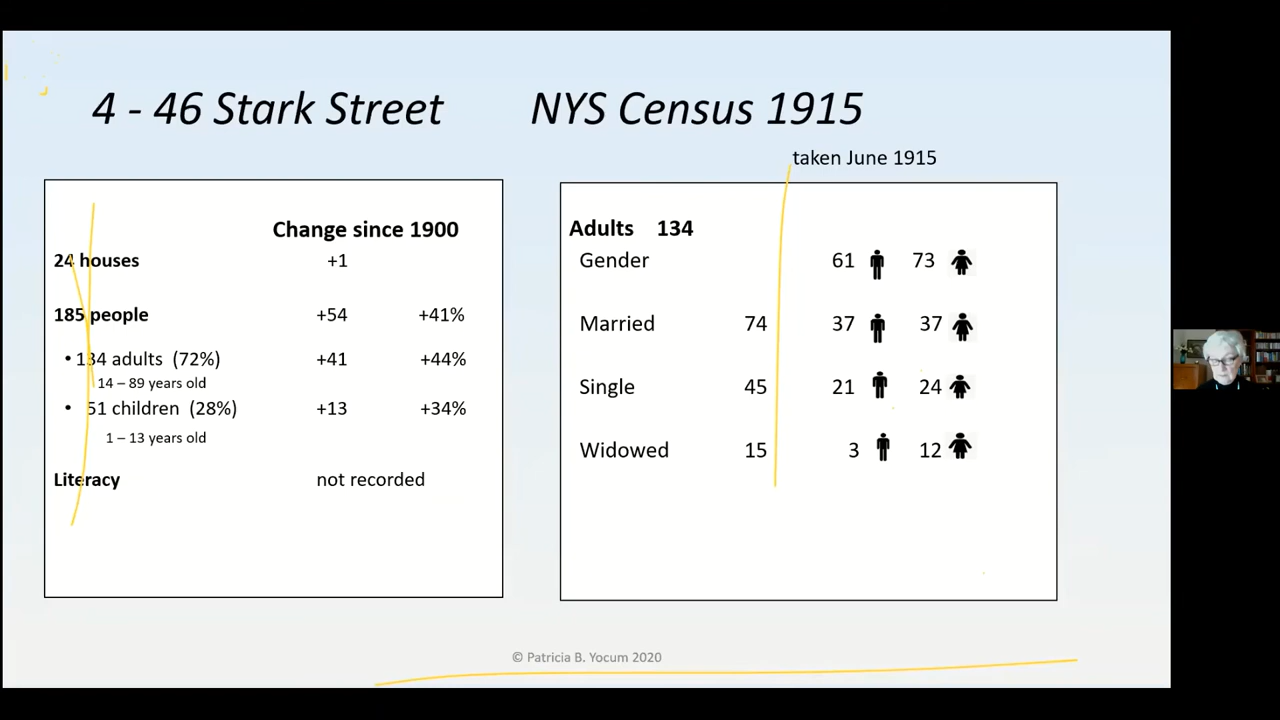 4 - 46 Stark Street
NYS Census 1915
taken June 1915
Change since 1900
24 houses +1
185 people +54 +41%
• 134 adults (72%) +41 +44%
14 – 89 years old
• 51 children (28%) +13 +34%
1 – 13 years old
Literacy not recorded
Adults 134
Gender 61 73
Married 74 37 37
Single 45 21 24
Widowed 15 3 12
© Patricia B. Yocum 2020